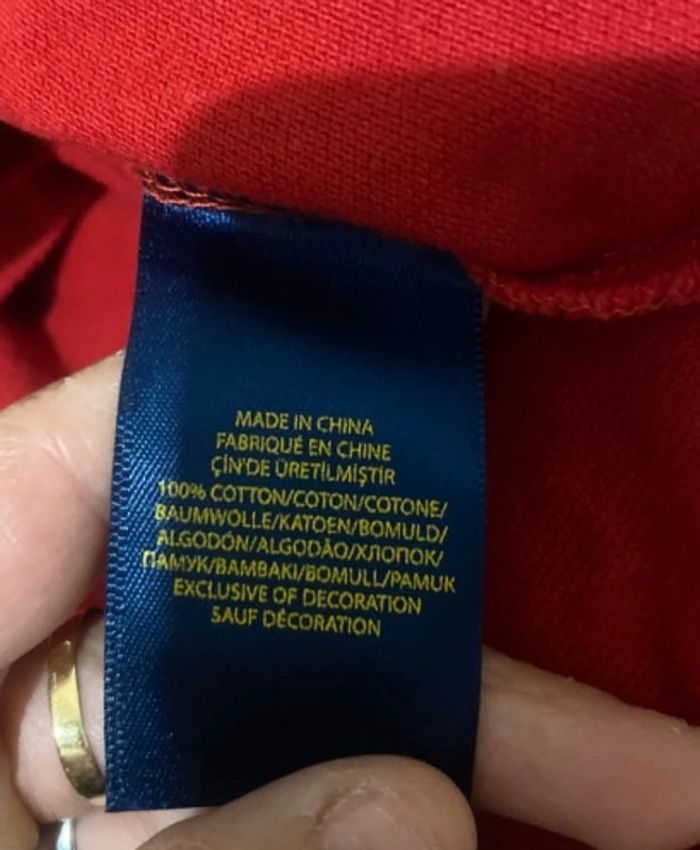 MADE IN CHINA
FABRIQUÉ EN CHINE
ÇİN'DE ÜRETİLMİŞTİR
100% COTTON/COTON/COTONE/
BAUMWOLLE/KATOEN/BOMULD/
ALGODÓN/ALGODÃO/ХЛОПОК/
ПАМУК/BAMBAKI/BOMULL/PAMUK
EXCLUSIVE OF DECORATION
SAUF DÉCORATION